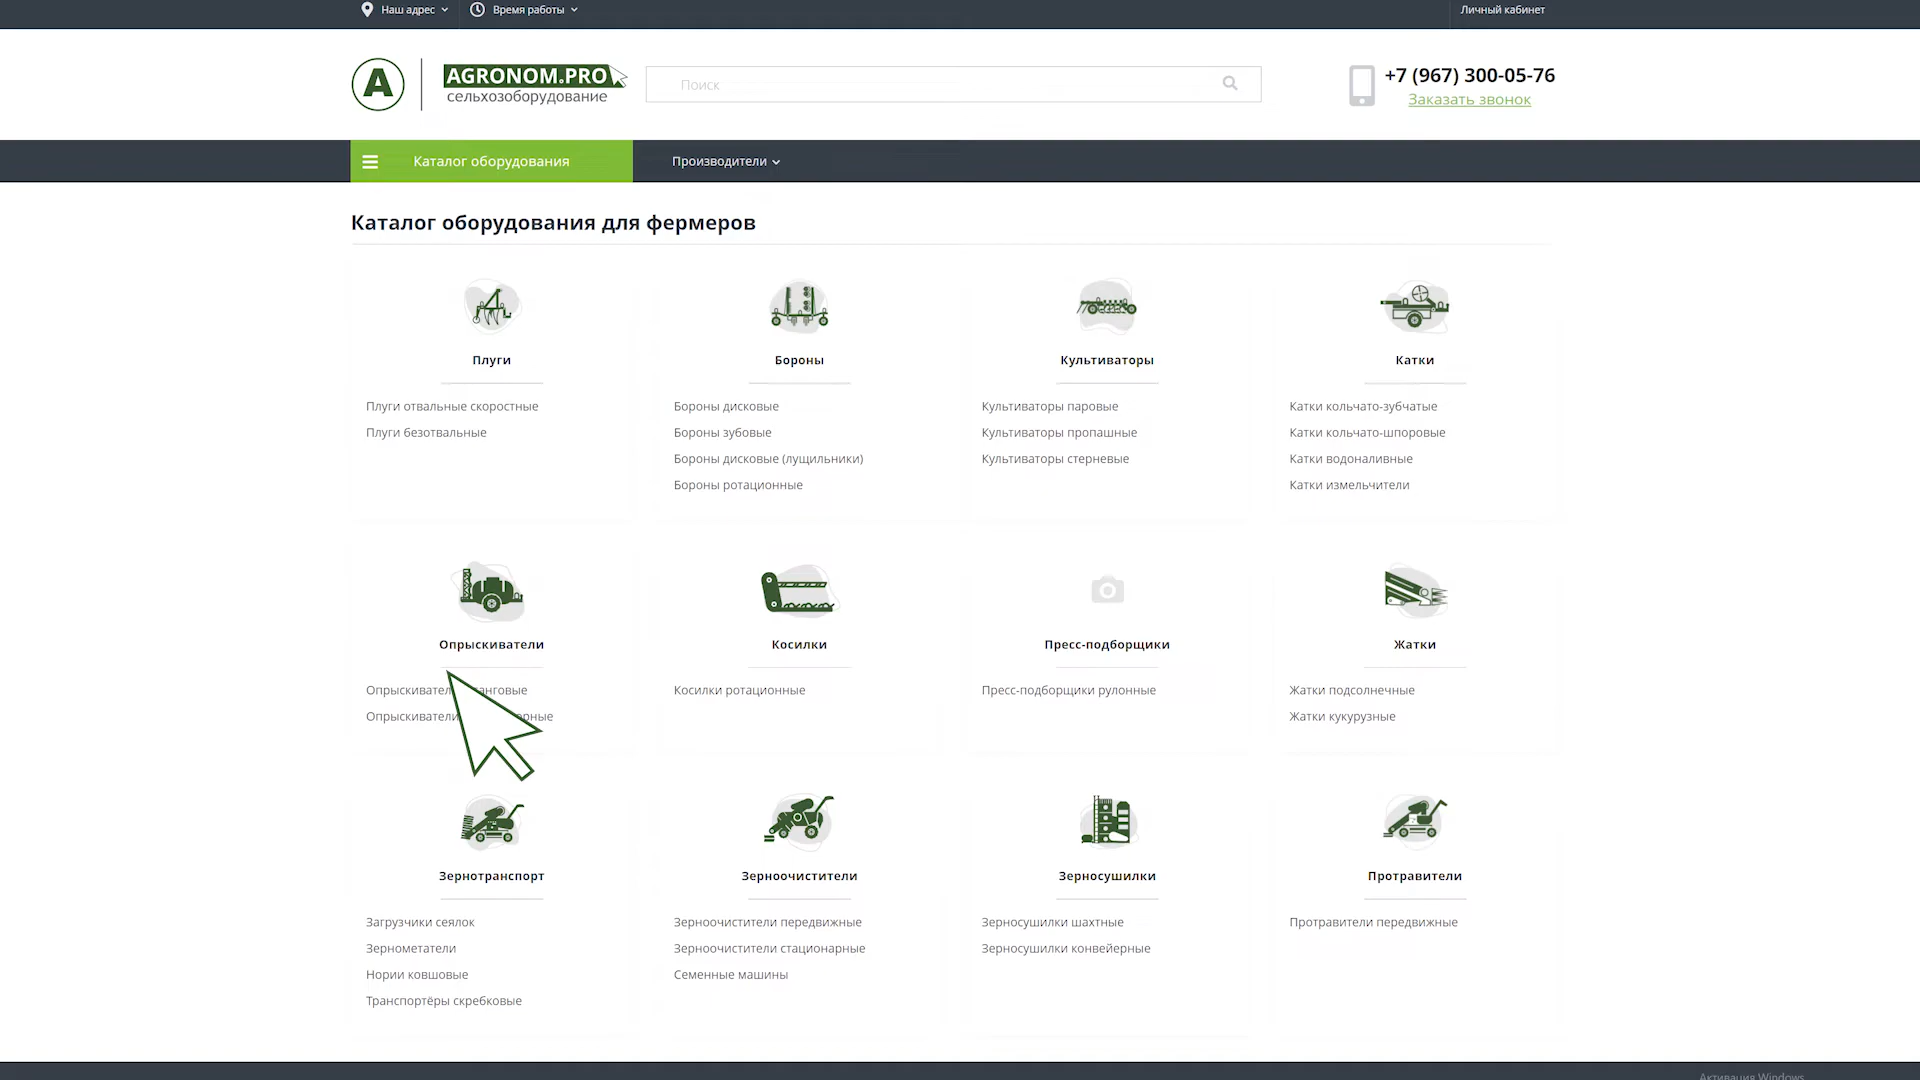 Наш адрес
Время работы
Личный кабинет
A
AGRONOM.PRO
сельхозоборудование
Поиск
+7 (967) 300-05-76
Заказать звонок
Каталог оборудования
Производители
Каталог оборудования для фермеров
Плуги
Плуги отвальные скоростные
Плуги безотвальные
Бороны
Бороны дисковые
Бороны зубовые
Бороны дисковые (лущильники)
Бороны ротационные
Культиваторы
Культиваторы паровые
Культиваторы пропашные
Культиваторы стерневые
Катки
Катки кольчато-зубчатые
Катки кольчато-шпоровые
Катки водоналивные
Катки измельчители
Опрыскиватели
Опрыскиватели
Опрыскиватели
Косилки
Косилки ротационные
Пресс-подборщики
Пресс-подборщики рулонные
Жатки
Жатки подсолнечные
Жатки кукурузные
Зернотранспорт
Загрузчики сеялок
Зернометатели
Нории ковшовые
Транспортёры скребковые
Зерноочистители
Зерноочистители передвижные
Зерноочистители стационарные
Семенные машины
Зерносушилки
Зерносушилки шахтные
Зерносушилки конвейерные
Протравители
Протравители передвижные
Активация Windows